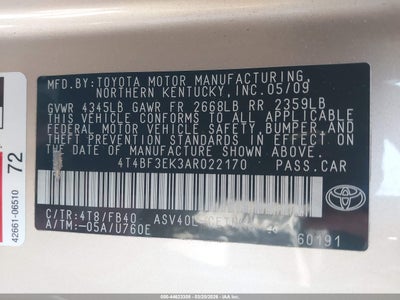 MFD.BY:TOYOTA MOTOR MANUFACTURING,
NORTHERN KENTUCKY,INC.05/09
GVWR 4345LB GAWR FR 2668LB RR 2359LB
THIS VEHICLE CONFORMS TO ALL APPLICABLE
FEDERAL MOTOR VEHICLE SAFETY, BUMPER, AND
THEFT PREVENTION STANDARDS IN EFFECT ON
THE DATE OF MANUFACTURE SHOWN ABOVE.
4T4BF3EK3AR022170 PASS.CAR
C/TR:4T8/FB40
A/TM:-05A/U760E
60191
TOYOTA
72
42661-06510